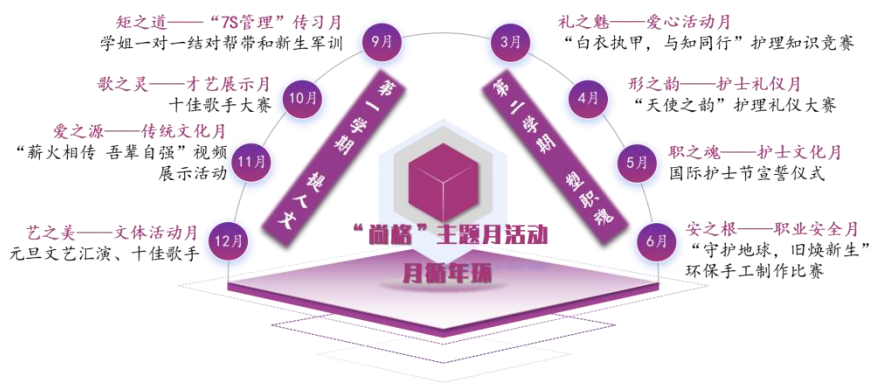 矩之道——“7S管理”传习月
学姐一对一结对帮带和新生军训
9月
歌之灵——才艺展示月
十佳歌手大赛
10月
爱之源——传统文化月
“薪火相传 吾辈自强”视频
展示活动
11月
艺之美——文体活动月
元旦文艺汇演、十佳歌手
12月
第一学期 提人文
礼之魅——爱心活动月
“白衣执甲，与知同行”护理知识竞赛
3月
形之韵——护士礼仪月
“天使之韵”护理礼仪大赛
4月
职之魂——护士文化月
国际护士节宣誓仪式
5月
安之根——职业安全月
“守护地球，旧焕新生”
环保手工制作比赛
6月
第二学期 塑职魂
“尚格”主题月活动
月循年环